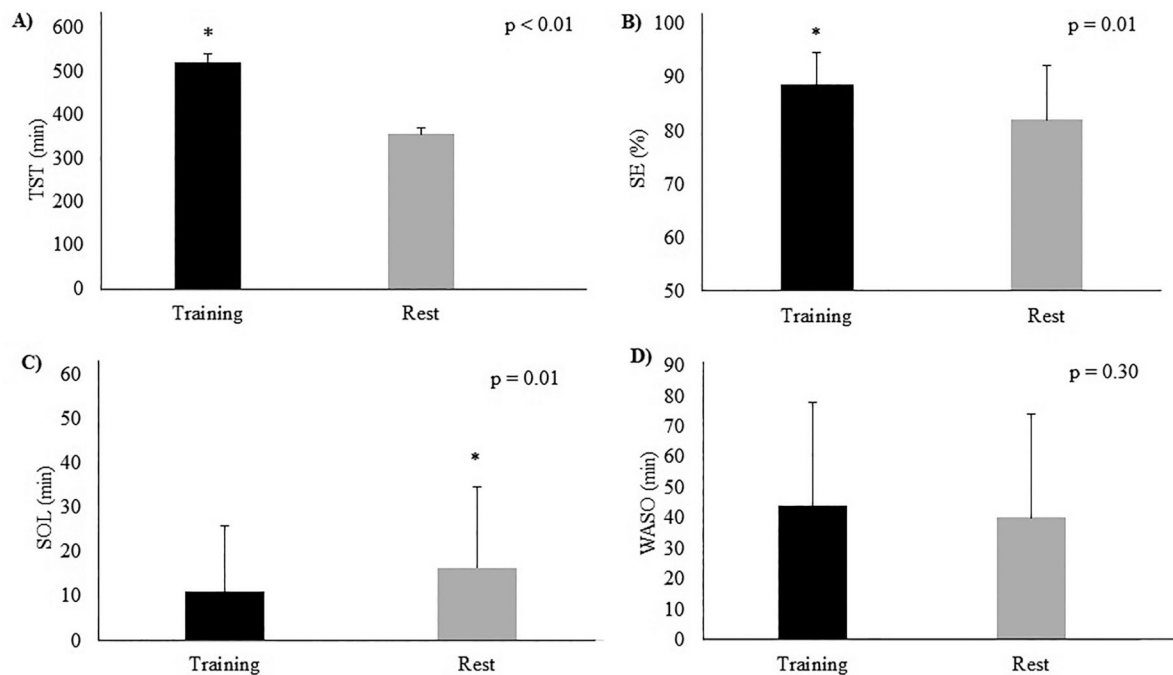 A)
p < 0.01
*
TST (min)
600
500
400
300
200
100
0
Training Rest
B)
p = 0.01
*
SE (%)
100
90
80
70
60
50
Training Rest
C)
p = 0.01
*
SOL (min)
60
50
40
30
20
10
0
Training Rest
D)
p = 0.30
WASO (min)
90
80
70
60
50
40
30
20
10
0
Training Rest